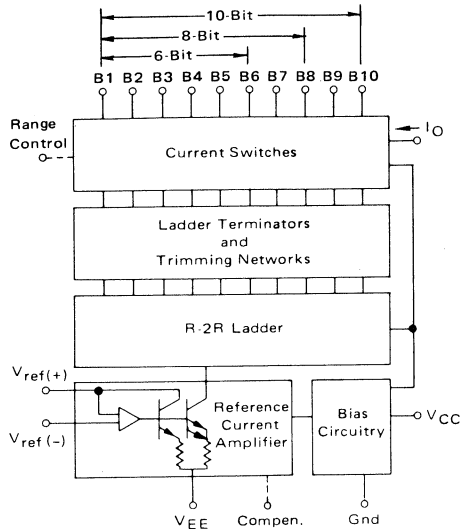 10-Bit
8-Bit
6-Bit
B1 B2 B3 B4 B5 B6 B7 B8 B9 B10
Range
Control
IO
Current Switches
Ladder Terminators
and
Trimming Networks
R-2R Ladder
Vref(+)
Vref(-)
Reference
Current
Amplifier
Bias
Circuitry
VCC
VEE
Compen.
Gnd